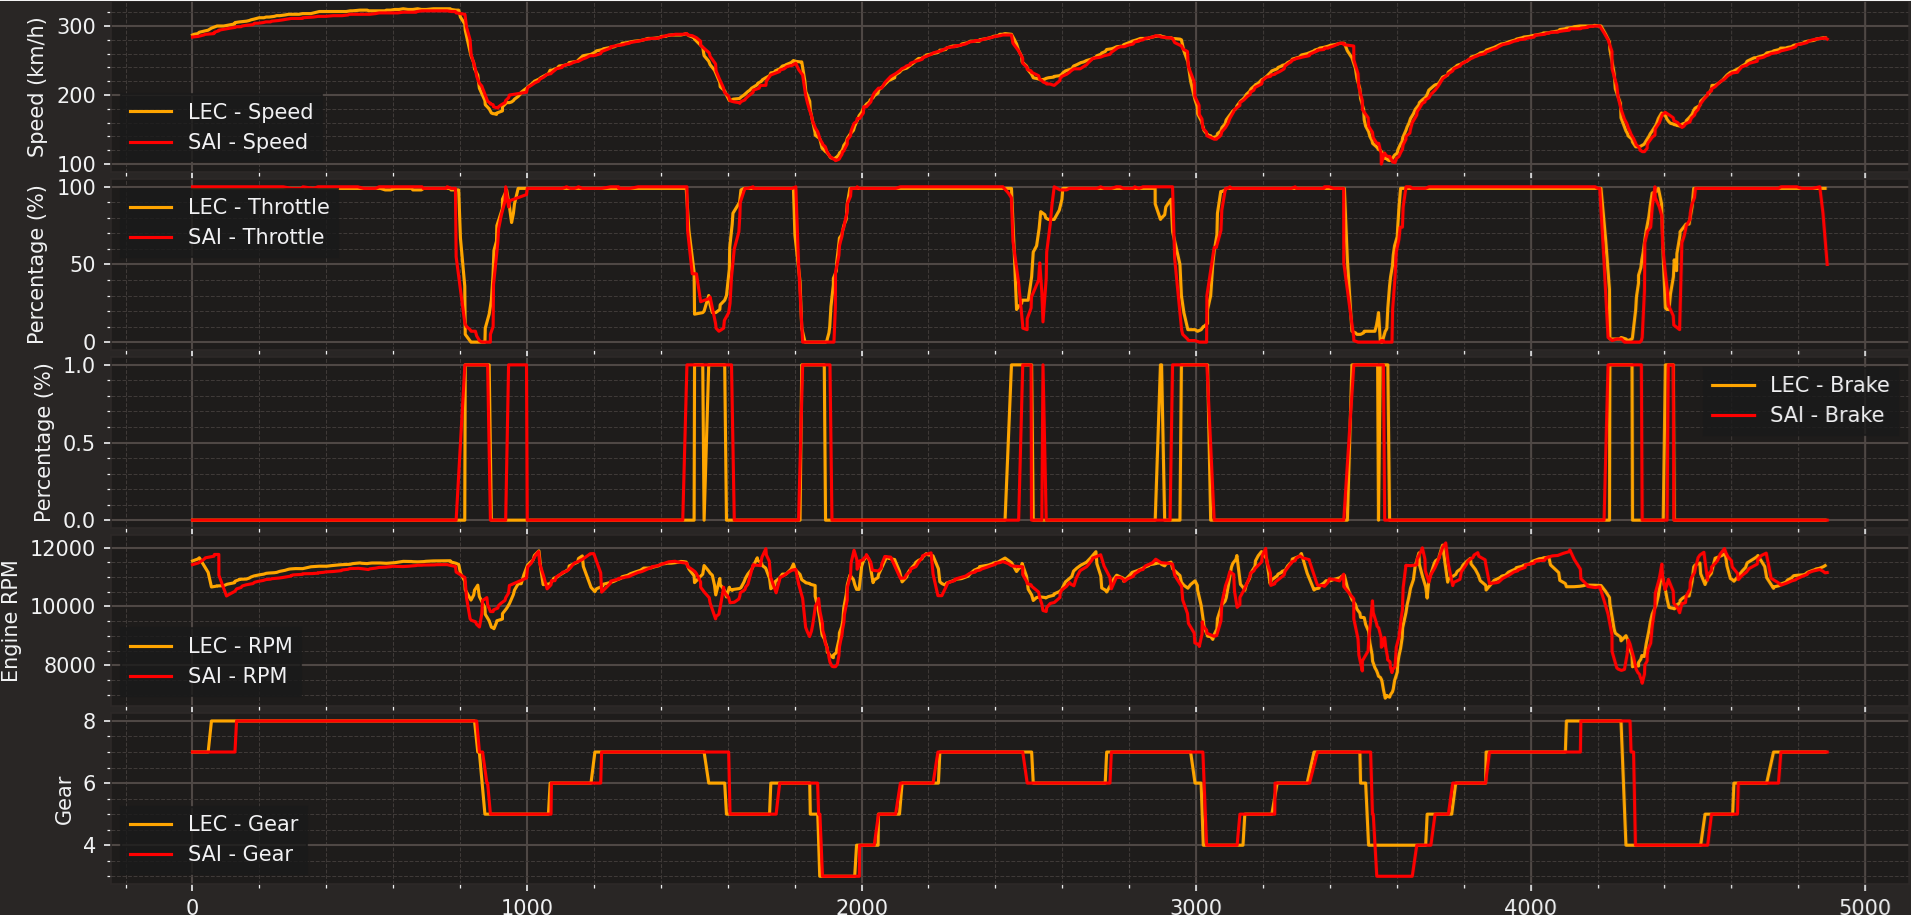 Speed (km/h)
300
200
100
LEC - Speed
SAI - Speed
Percentage (%)
100
50
0
LEC - Throttle
SAI - Throttle
Percentage (%)
1.0
0.5
0.0
LEC - Brake
SAI - Brake
Engine RPM
12000
10000
8000
LEC - RPM
SAI - RPM
Gear
8
6
4
LEC - Gear
SAI - Gear
0 1000 2000 3000 4000 5000